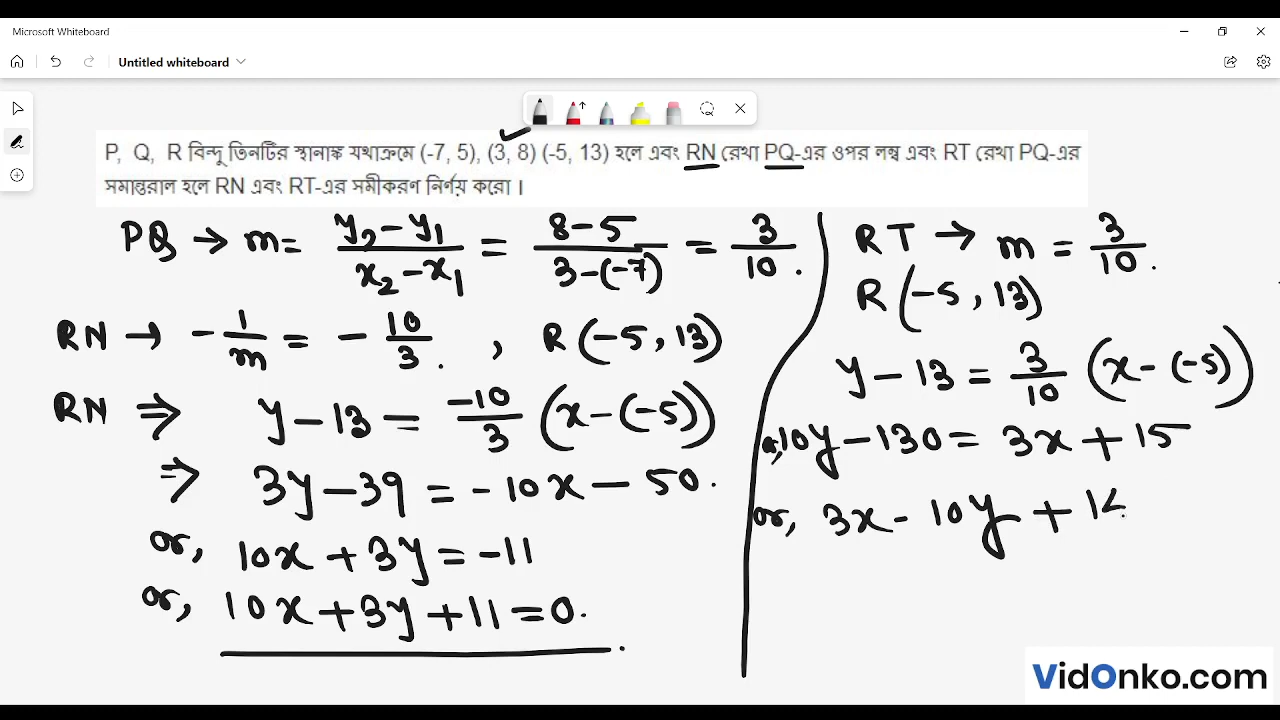 Microsoft Whiteboard
Untitled whiteboard
P, Q, R বিন্দু তিনটির স্থানাঙ্ক যথাক্রমে (-7, 5), (3, 8) (-5, 13) হলে এবং RN রেখা PQ-এর ওপর লম্ব এবং RT রেখা PQ-এর
সমান্তরাল হলে RN এবং RT-এর সমীকরণ নির্ণয় করো ।
PQ → m = (y₂ - y₁)/(x₂ - x₁) = (8 - 5)/(3 - (-7)) = 3/10.
RN → - 1/m = - 10/3. , R (-5, 13)
RN ⇒ y - 13 = -10/3 (x - (-5))
⇒ 3y - 39 = -10x - 50.
or, 10x + 3y = -11
or, 10x + 3y + 11 = 0.
RT → m = 3/10.
R (-5, 13)
y - 13 = 3/10 (x - (-5))
10y - 130 = 3x + 15
or, 3x - 10y + 14
VidOnko.com